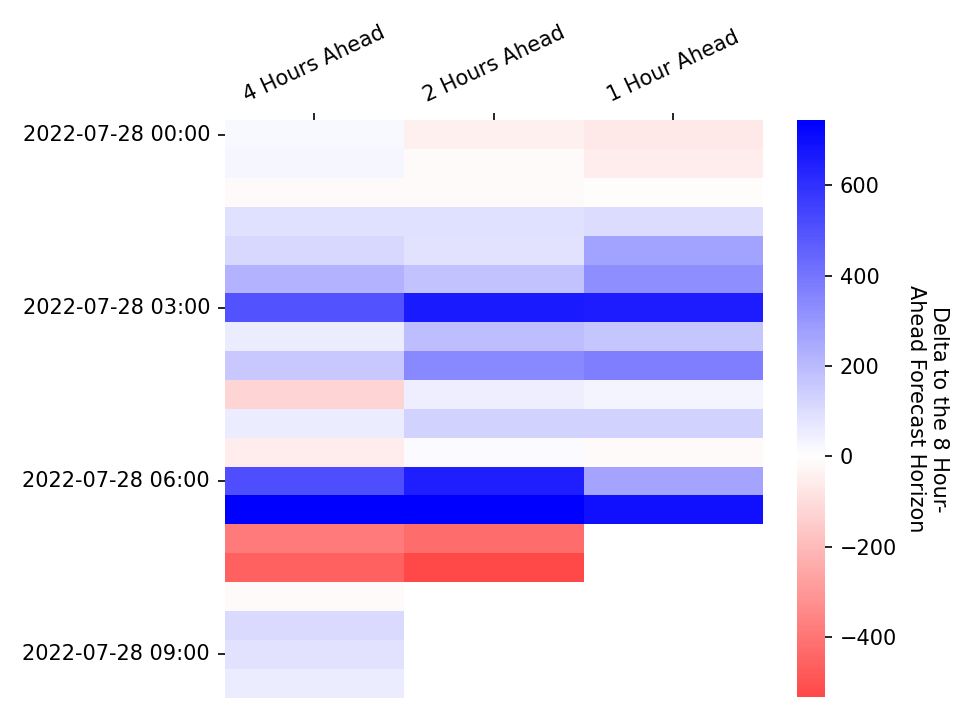 4 Hours Ahead
2 Hours Ahead
1 Hour Ahead
2022-07-28 00:00
2022-07-28 03:00
2022-07-28 06:00
2022-07-28 09:00
600
400
200
0
−200
−400
Delta to the 8 Hour-
Ahead Forecast Horizon